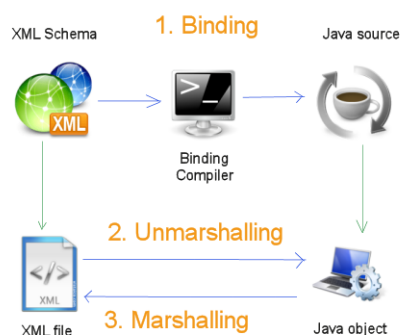 1. Binding
XML Schema
Java source
>_
XML
Binding
Compiler
2. Unmarshalling
</>
XML
3. Marshalling
XML file
Java object